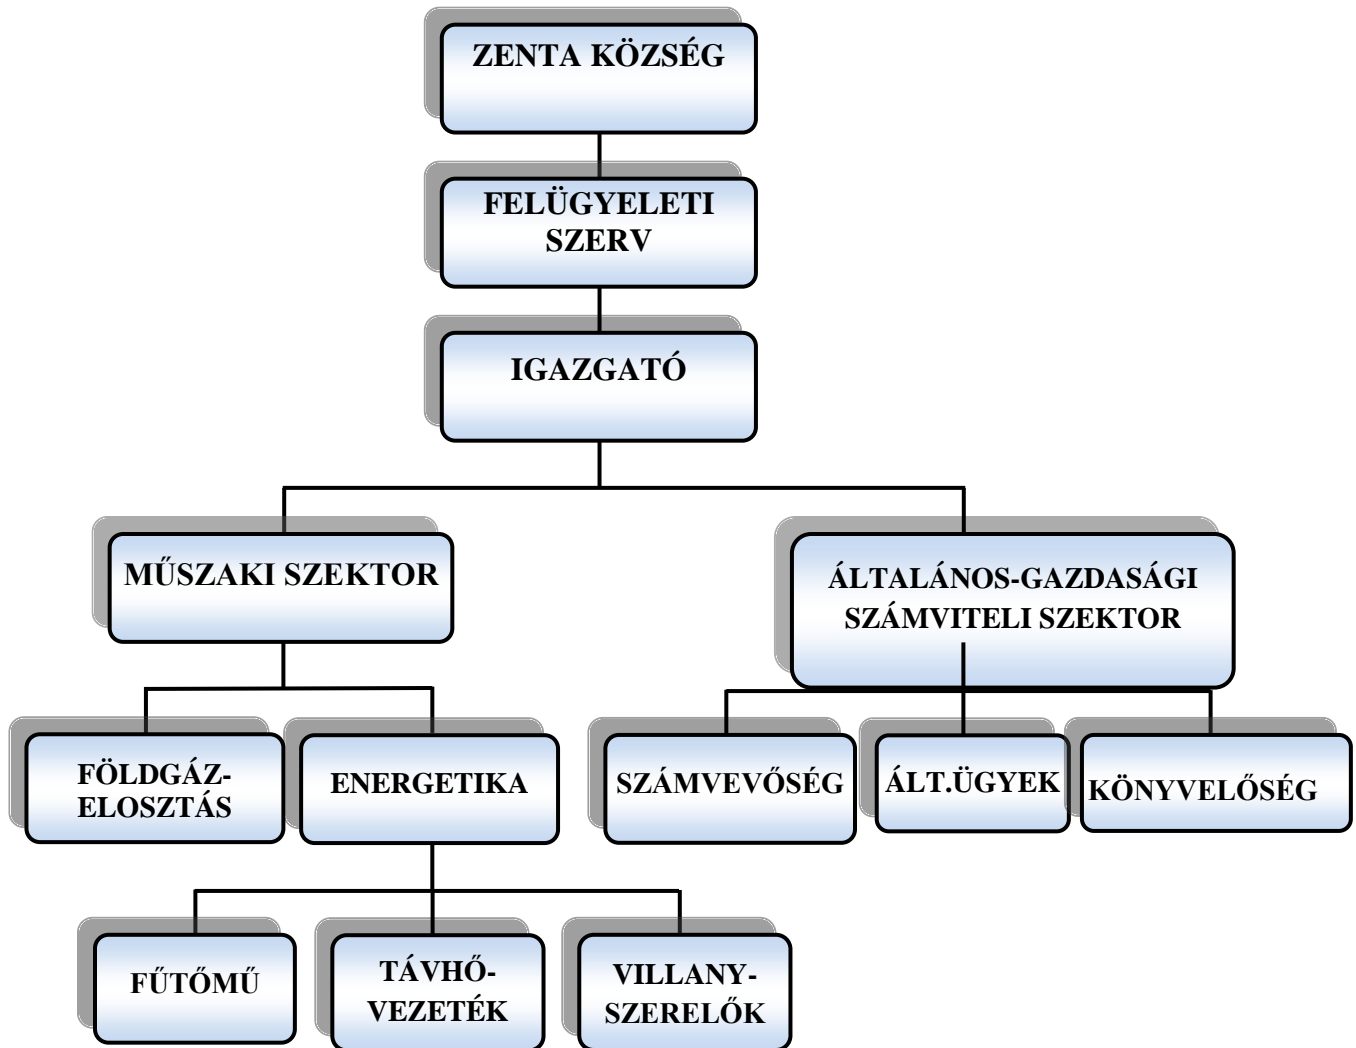 ZENTA KÖZSÉG
FELÜGYELETI
SZERV
IGAZGATÓ
MŰSZAKI SZEKTOR
ÁLTALÁNOS-GAZDASÁGI
SZÁMVITELI SZEKTOR
FÖLDGÁZ-
ELOSZTÁS
ENERGETIKA
SZÁMVEVŐSÉG
ÁLT.ÜGYEK
KÖNYVELŐSÉG
FŰTŐMŰ
TÁVHŐ-
VEZETÉK
VILLANY-
SZERELŐK